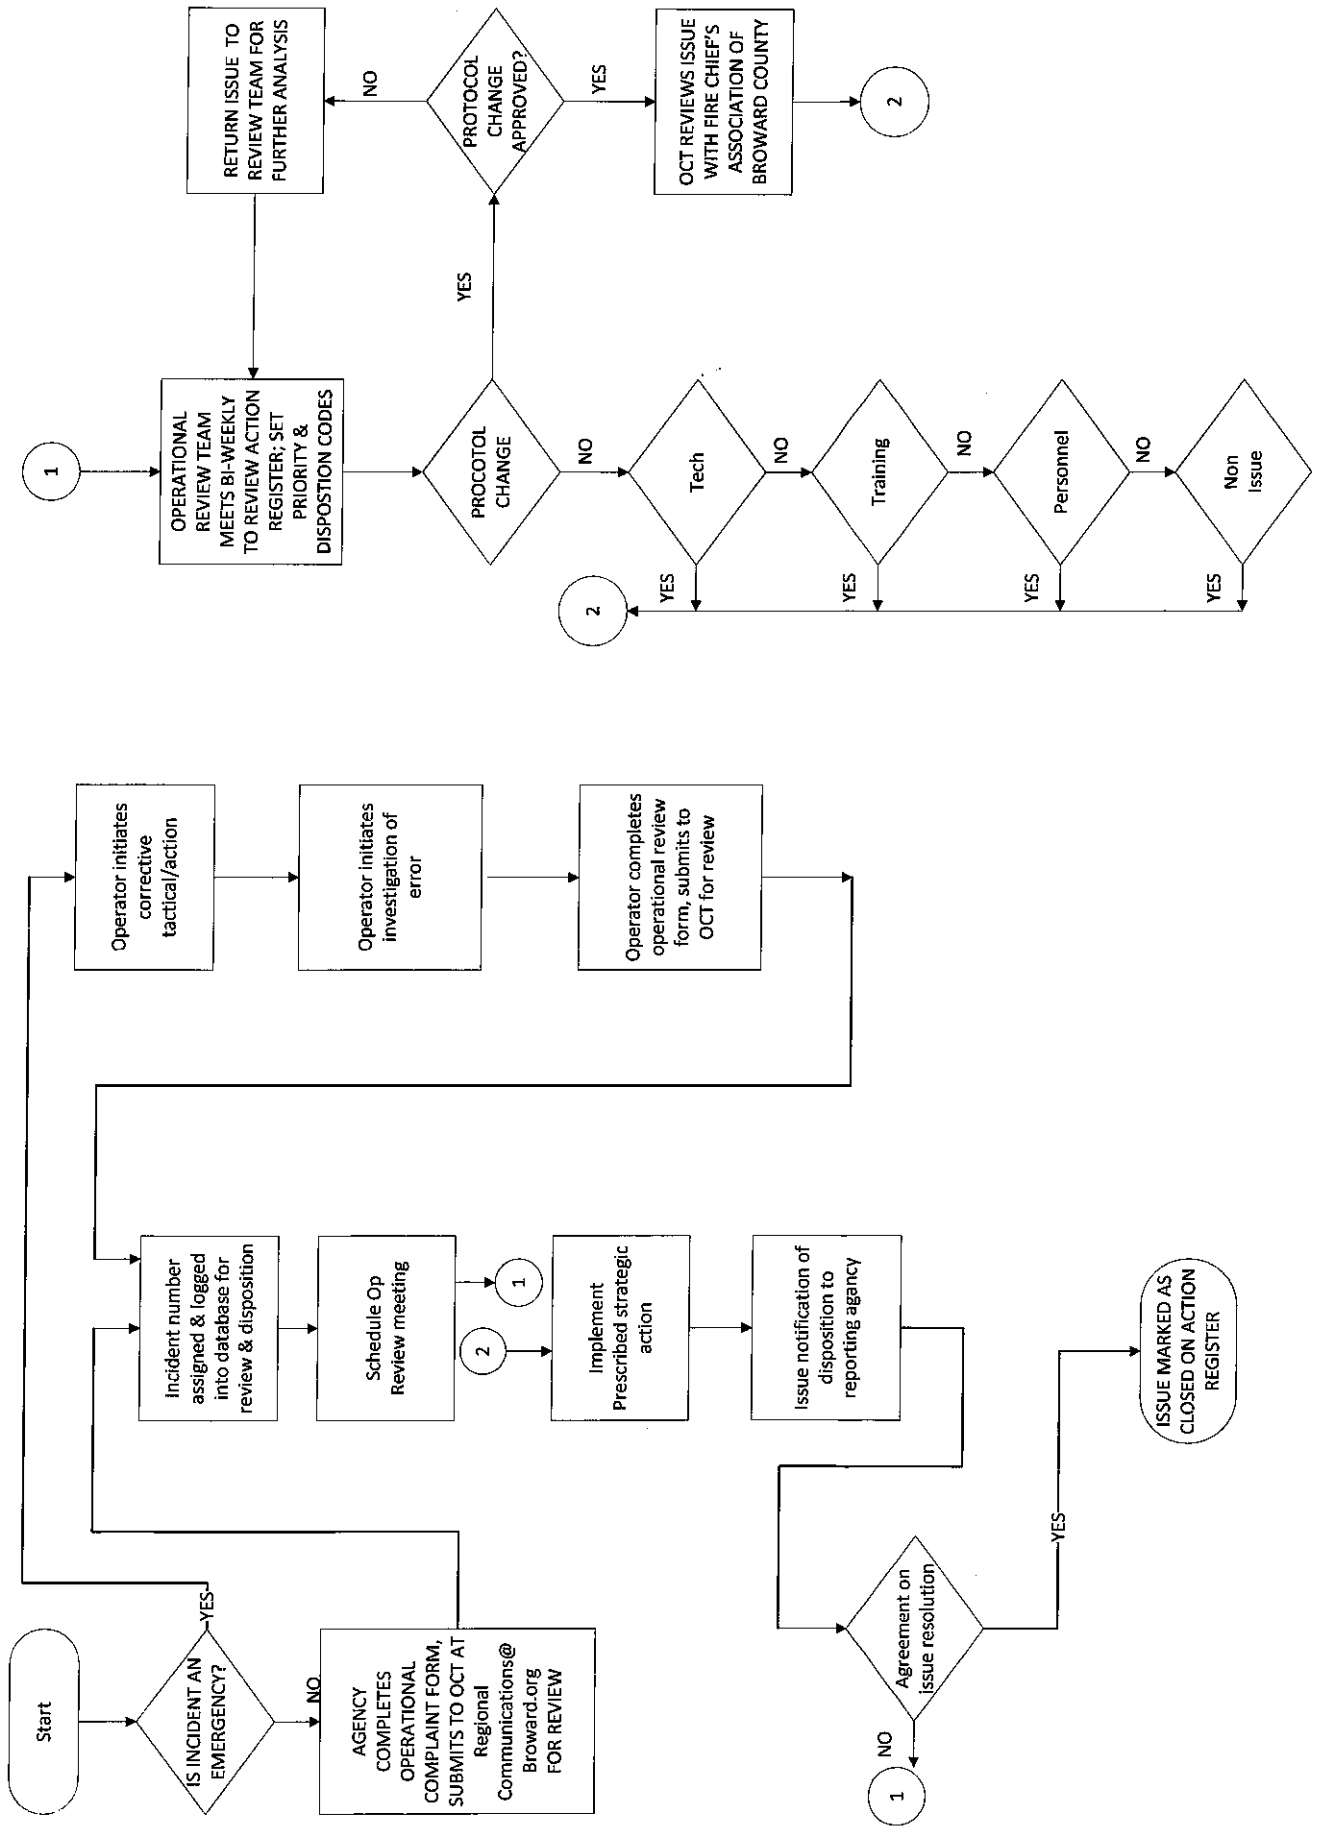 Start
IS INCIDENT AN
EMERGENCY?
YES
NO
AGENCY
COMPLETES
OPERATIONAL
COMPLAINT FORM,
SUBMITS TO OCT AT
Regional
Communications@
Broward.org
FOR REVIEW
Incident number
assigned & logged
into database for
review & disposition
Schedule Op
Review meeting
1
2
Implement
Prescribed strategic
action
Issue notification of
disposition to
reporting agancy
Agreement on
issue resolution
NO
1
YES
ISSUE MARKED AS
CLOSED ON ACTION
REGISTER
Operator initiates
corrective
tactical/action
Operator initiates
investigation of
error
Operator completes
operational review
form, submits to
OCT for review
1
OPERATIONAL
REVIEW TEAM
MEETS BI-WEEKLY
TO REVIEW ACTION
REGISTER; SET
PRIORITY &
DISPOSTION CODES
PROCOTOL
CHANGE
YES
NO
Tech
YES
NO
Training
YES
NO
Personnel
YES
NO
Non
Issue
YES
2
RETURN ISSUE TO
REVIEW TEAM FOR
FURTHER ANALYSIS
NO
PROTOCOL
CHANGE
APPROVED?
YES
OCT REVIEWS ISSUE
WITH FIRE CHIEF'S
ASSOCIATION OF
BROWARD COUNTY
2